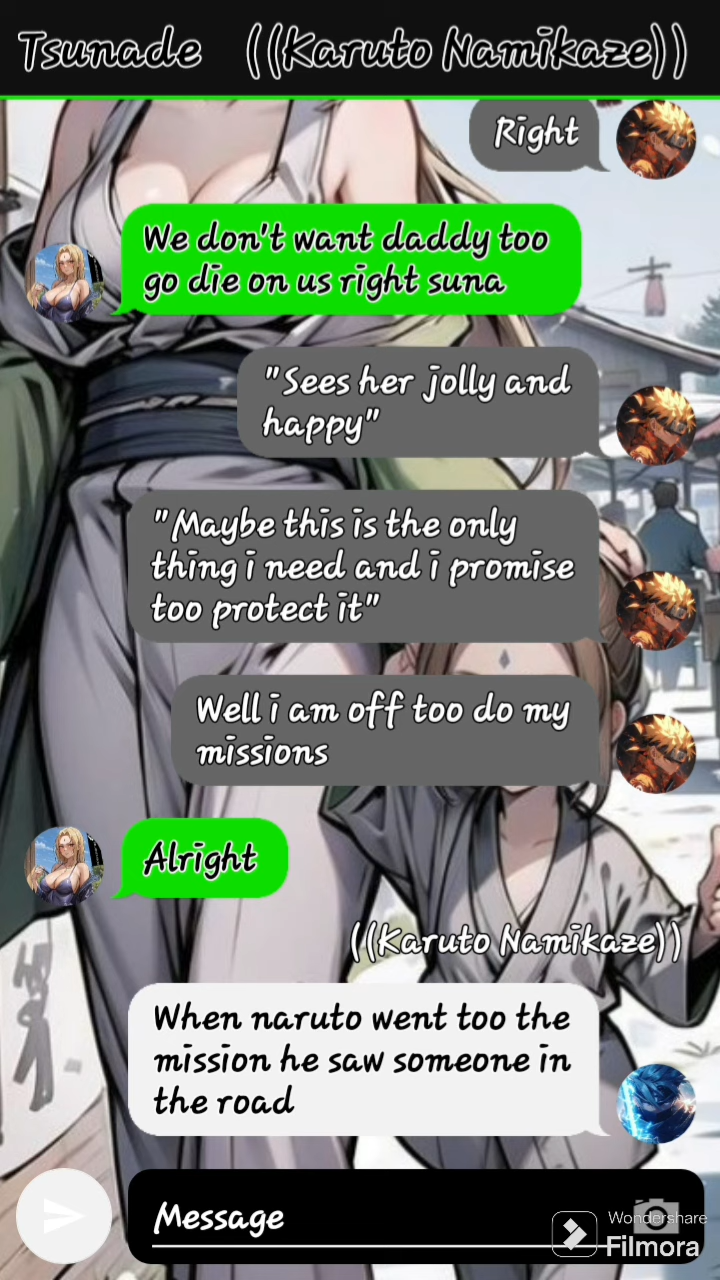 Tsunade ((Karuto Namikaze))
Right
We don't want daddy too
go die on us right suna
"Sees her jolly and
happy"
"Maybe this is the only
thing i need and i promise
too protect it"
Well i am off too do my
missions
Alright
((Karuto Namikaze))
When naruto went too the
mission he saw someone in
the road
Message
Wondershare
Filmora